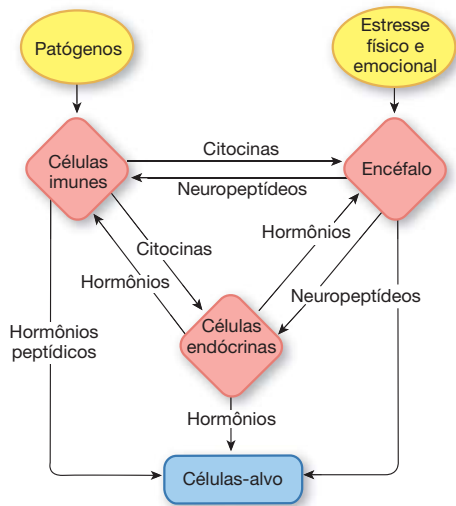 Patógenos
Estresse
físico e
emocional
Células
imunes
Citocinas
Neuropeptídeos
Encéfalo
Citocinas
Hormônios
Hormônios
Neuropeptídeos
Hormônios
peptídicos
Células
endócrinas
Hormônios
Células-alvo